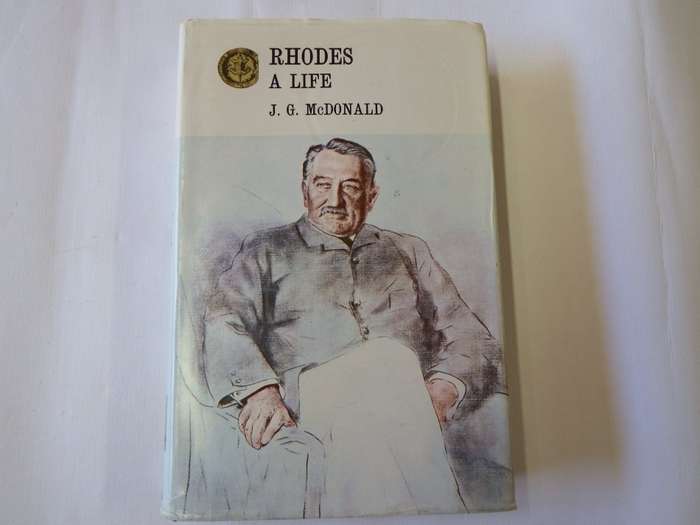 RHODES
A LIFE
J. G. McDONALD